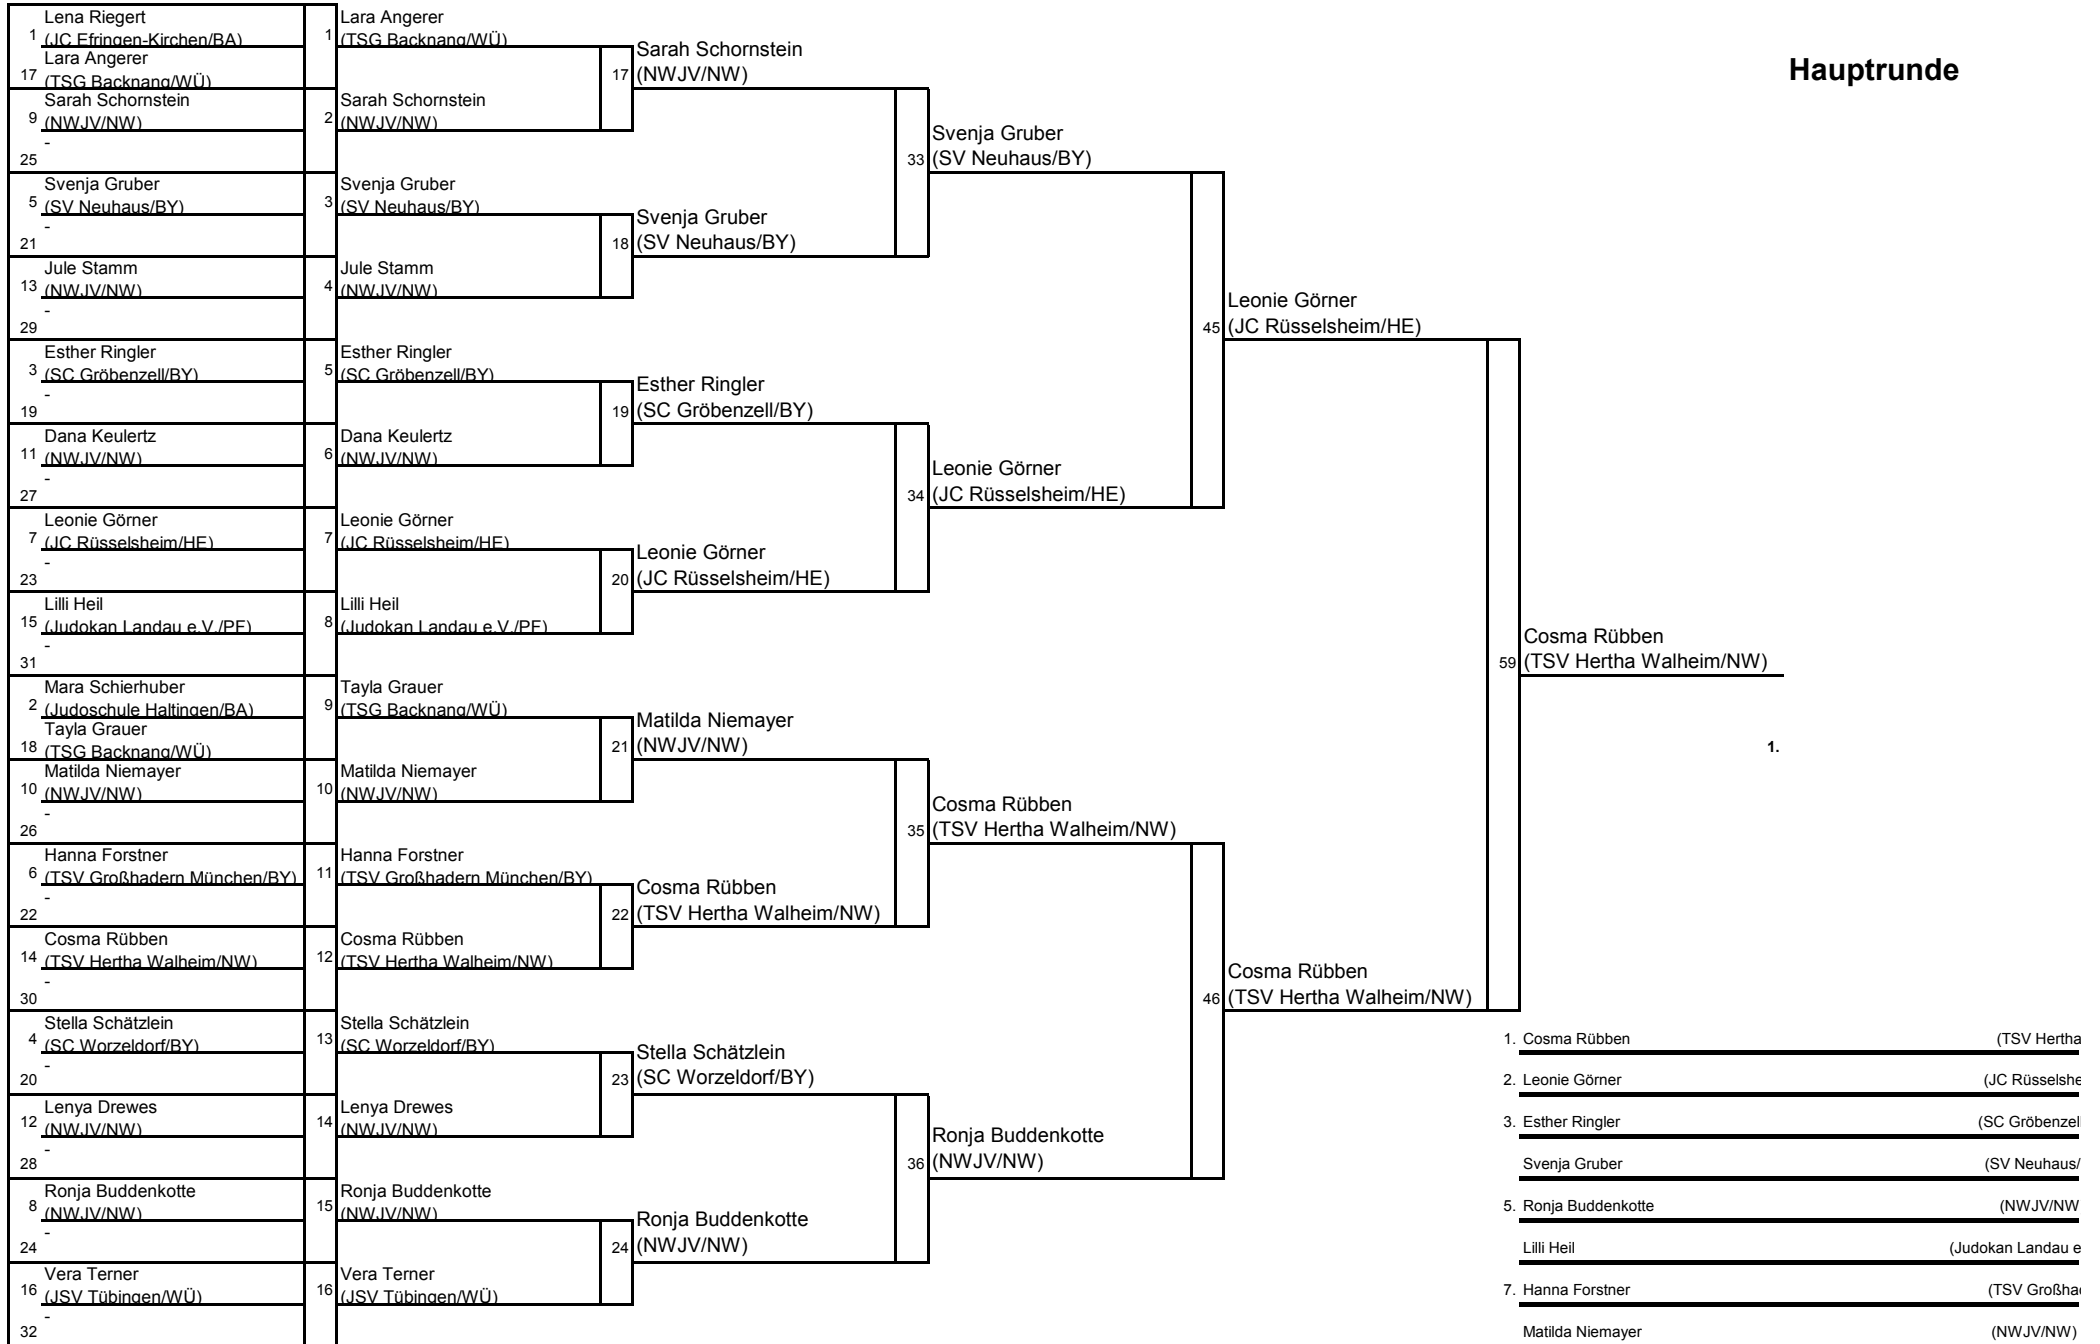 Hauptrunde
1 Lena Riegert
(JC Efringen-Kirchen/BA)
17 Lara Angerer
(TSG Backnang/WÜ)
9 Sarah Schornstein
(NWJV/NW)
25 -
5 Svenja Gruber
(SV Neuhaus/BY)
21 -
13 Jule Stamm
(NWJV/NW)
29 -
3 Esther Ringler
(SC Gröbenzell/BY)
19 -
11 Dana Keulertz
(NWJV/NW)
27 -
7 Leonie Görner
(JC Rüsselsheim/HE)
23 -
15 Lilli Heil
(Judokan Landau e.V./PF)
31 -
2 Mara Schierhuber
(Judoschule Haltingen/BA)
18 Tayla Grauer
(TSG Backnang/WÜ)
10 Matilda Niemayer
(NWJV/NW)
26 -
6 Hanna Forstner
(TSV Großhadern München/BY)
22 -
14 Cosma Rübben
(TSV Hertha Walheim/NW)
30 -
4 Stella Schätzlein
(SC Worzeldorf/BY)
20 -
12 Lenya Drewes
(NWJV/NW)
28 -
8 Ronja Buddenkotte
(NWJV/NW)
24 -
16 Vera Terner
(JSV Tübingen/WÜ)
32 -
1 Lara Angerer
(TSG Backnang/WÜ)
2 Sarah Schornstein
(NWJV/NW)
3 Svenja Gruber
(SV Neuhaus/BY)
4 Jule Stamm
(NWJV/NW)
5 Esther Ringler
(SC Gröbenzell/BY)
6 Dana Keulertz
(NWJV/NW)
7 Leonie Görner
(JC Rüsselsheim/HE)
8 Lilli Heil
(Judokan Landau e.V./PF)
9 Tayla Grauer
(TSG Backnang/WÜ)
10 Matilda Niemayer
(NWJV/NW)
11 Hanna Forstner
(TSV Großhadern München/BY)
12 Cosma Rübben
(TSV Hertha Walheim/NW)
13 Stella Schätzlein
(SC Worzeldorf/BY)
14 Lenya Drewes
(NWJV/NW)
15 Ronja Buddenkotte
(NWJV/NW)
16 Vera Terner
(JSV Tübingen/WÜ)
Sarah Schornstein
17 (NWJV/NW)
Svenja Gruber
18 (SV Neuhaus/BY)
Esther Ringler
19 (SC Gröbenzell/BY)
Leonie Görner
20 (JC Rüsselsheim/HE)
Matilda Niemayer
21 (NWJV/NW)
Cosma Rübben
22 (TSV Hertha Walheim/NW)
Stella Schätzlein
23 (SC Worzeldorf/BY)
Ronja Buddenkotte
24 (NWJV/NW)
Svenja Gruber
33 (SV Neuhaus/BY)
Leonie Görner
34 (JC Rüsselsheim/HE)
Cosma Rübben
35 (TSV Hertha Walheim/NW)
Ronja Buddenkotte
36 (NWJV/NW)
Leonie Görner
45 (JC Rüsselsheim/HE)
Cosma Rübben
46 (TSV Hertha Walheim/NW)
Cosma Rübben
59 (TSV Hertha Walheim/NW)
1.
1. Cosma Rübben (TSV Hertha
2. Leonie Görner (JC Rüsselshe
3. Esther Ringler (SC Gröbenzell
Svenja Gruber (SV Neuhaus/
5. Ronja Buddenkotte (NWJV/NW
Lilli Heil (Judokan Landau e
7. Hanna Forstner (TSV Großhad
Matilda Niemayer (NWJV/NW)